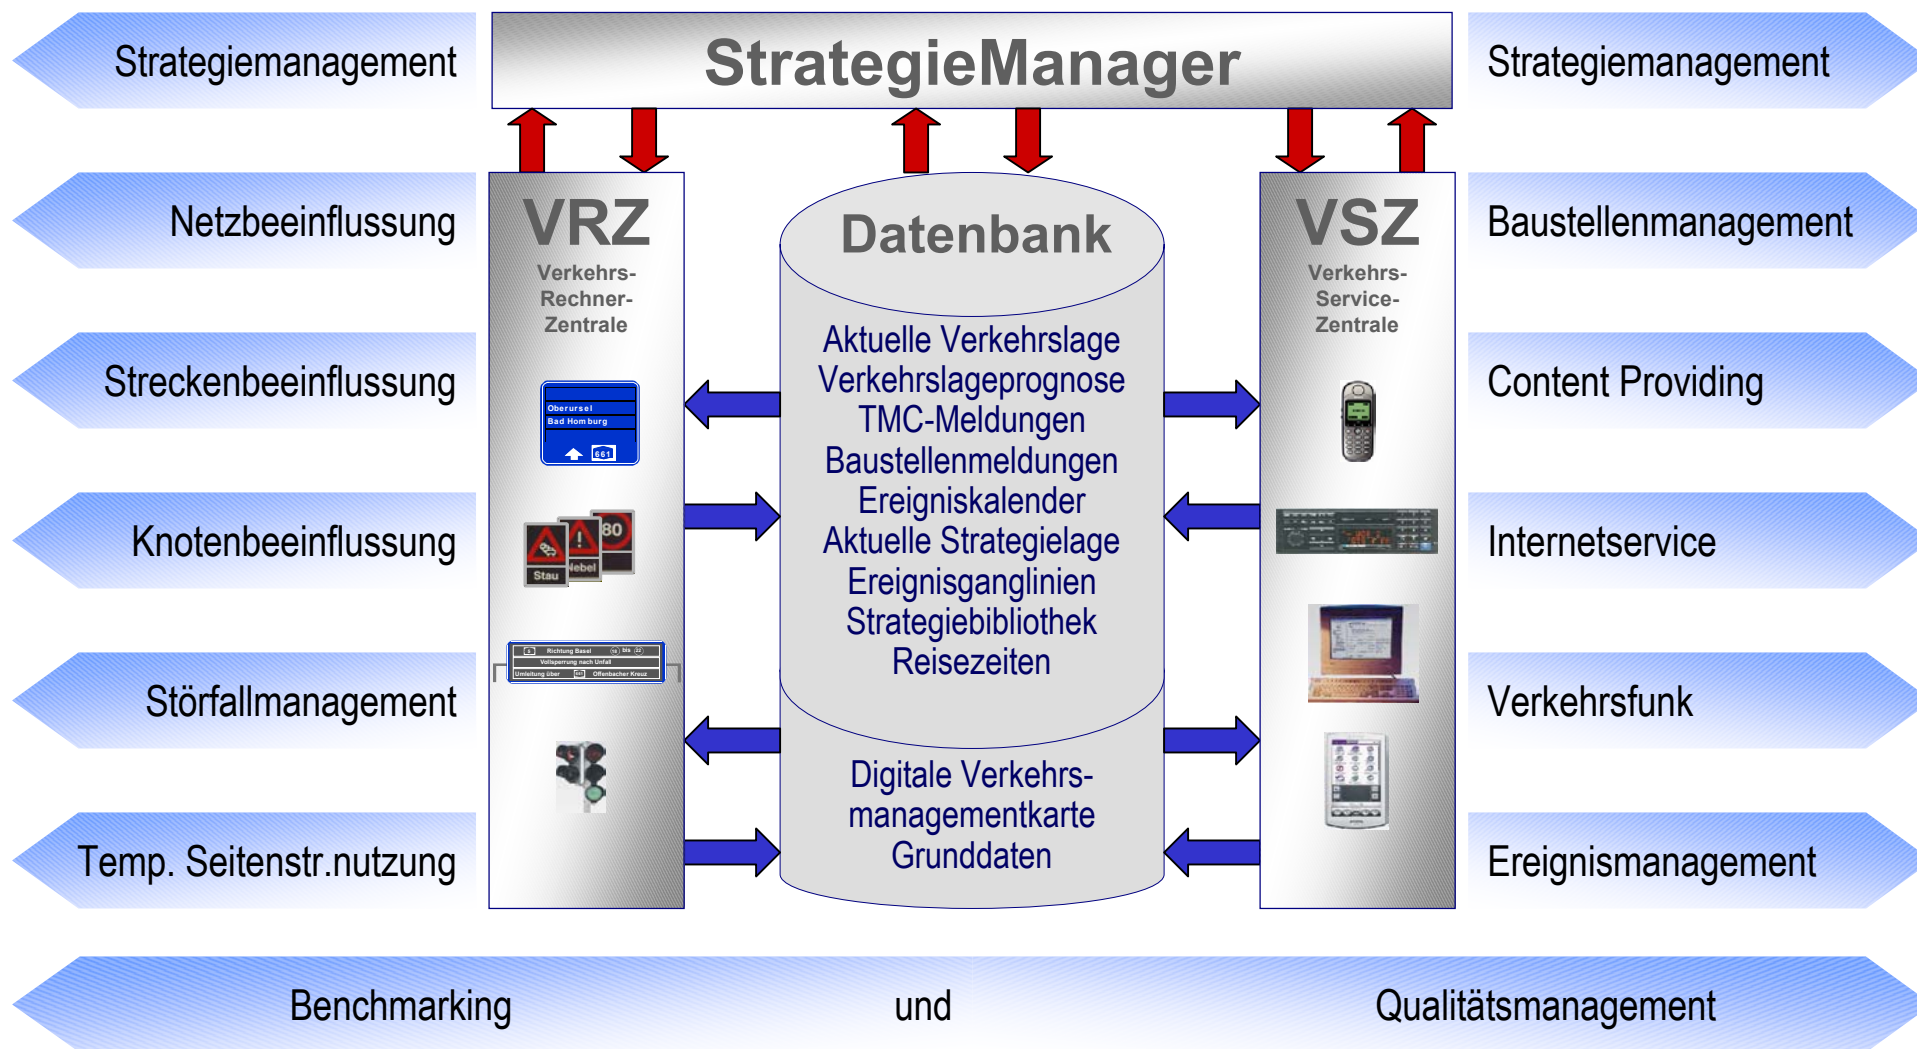 Strategiemanagement
StrategieManager
Strategiemanagement
Netzbeeinflussung
Streckenbeeinflussung
Knotenbeeinflussung
Störfallmanagement
Temp. Seitenstr.nutzung
VRZ
Verkehrs-
Rechner-
Zentrale
Oberursel
Bad Homburg
661
80
Nebel
Stau
Richtung Basel
bis
Vollsperrung nach Unfall
Umleitung über
Offenbacher Kreuz
Datenbank
Aktuelle Verkehrslage
Verkehrslageprognose
TMC-Meldungen
Baustellenmeldungen
Ereigniskalender
Aktuelle Strategielage
Ereignisganglinien
Strategiebibliothek
Reisezeiten
Digitale Verkehrs-
managementkarte
Grunddaten
VSZ
Verkehrs-
Service-
Zentrale
Baustellenmanagement
Content Providing
Internetservice
Verkehrsfunk
Ereignismanagement
Benchmarking und Qualitätsmanagement